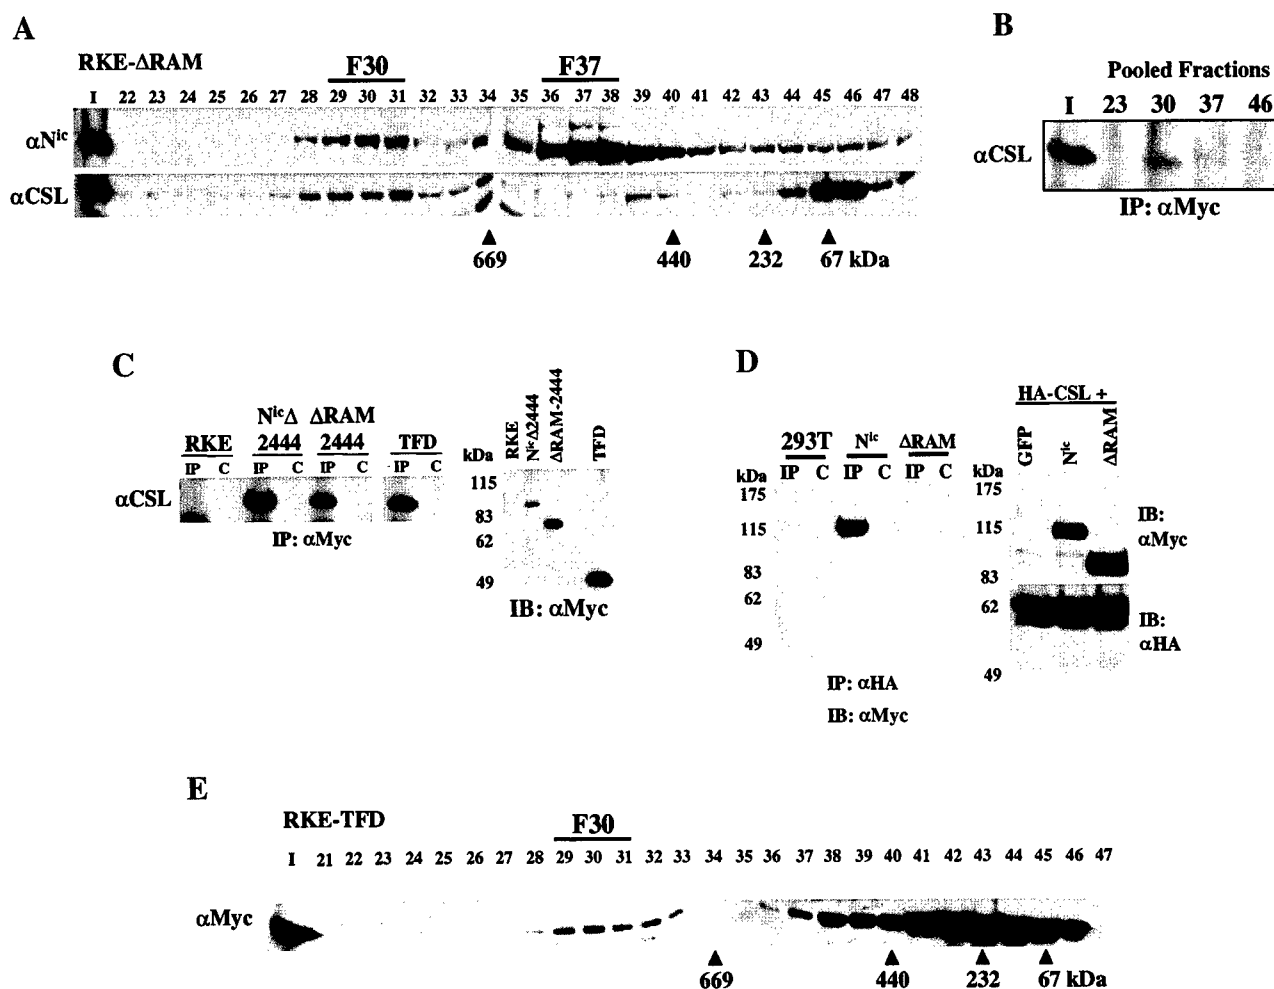 A
RKE-ΔRAM
F30
F37
I 22 23 24 25 26 27 28 29 30 31 32 33 34 35 36 37 38 39 40 41 42 43 44 45 46 47 48
αNic
αCSL
669
440
232
67 kDa
B
Pooled Fractions
I 23 30 37 46
αCSL
IP: αMyc
C
RKE
NicΔ 2444
ΔRAM 2444
TFD
IP C IP C IP C IP C
αCSL
IP: αMyc
RKE
NicΔ2444
ΔRAM-2444
TFD
kDa
115
83
62
49
IB: αMyc
D
293T Nic ΔRAM
IP C IP C IP C
kDa
175
115
83
62
49
IP: αHA
IB: αMyc
HA-CSL +
GFP
Nic
ΔRAM
kDa
175
115
83
62
49
IB:
αMyc
IB:
αHA
E
RKE-TFD
F30
I 21 22 23 24 25 26 27 28 29 30 31 32 33 34 35 36 37 38 39 40 41 42 43 44 45 46 47
αMyc
669
440
232
67 kDa